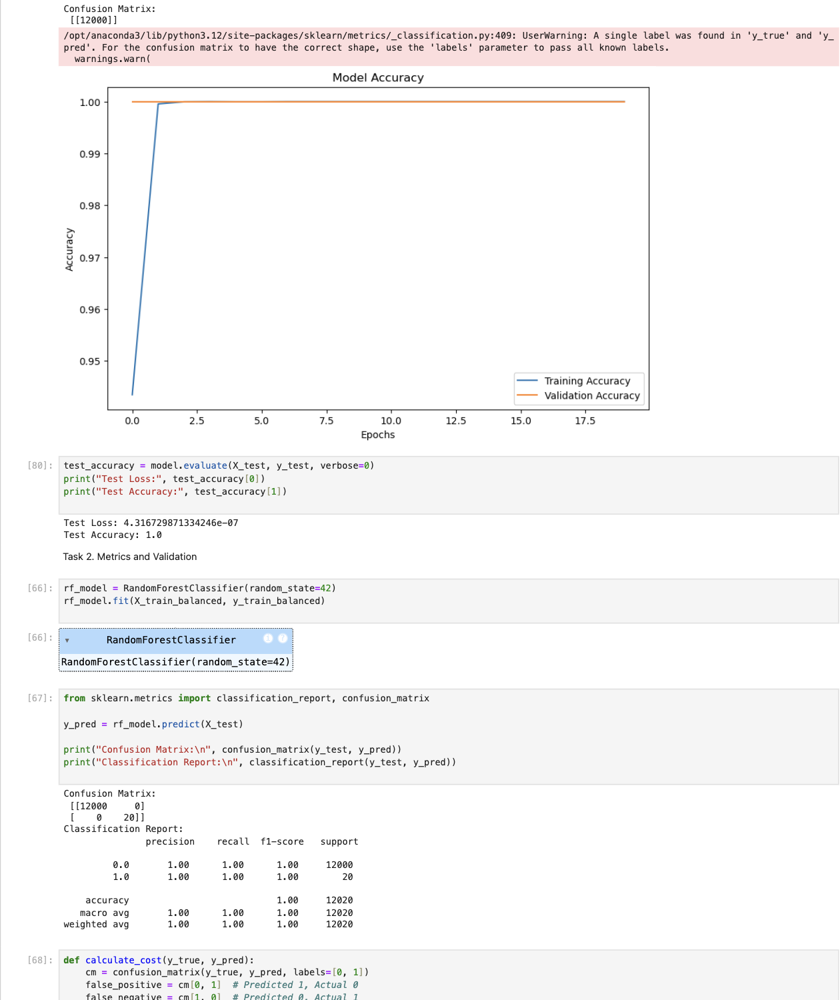 Confusion Matrix:
[[12000]]
/opt/anaconda3/lib/python3.12/site-packages/sklearn/metrics/_classification.py:409: UserWarning: A single label was found in 'y_true' and 'y_
pred'. For the confusion matrix to have the correct shape, use the 'labels' parameter to pass all known labels.
  warnings.warn(
Model Accuracy
1.00
0.99
0.98
0.97
0.96
0.95
Accuracy
Training Accuracy
Validation Accuracy
0.0 2.5 5.0 7.5 10.0 12.5 15.0 17.5
Epochs
[80]:
test_accuracy = model.evaluate(X_test, y_test, verbose=0)
print("Test Loss:", test_accuracy[0])
print("Test Accuracy:", test_accuracy[1])
Test Loss: 4.316729871334246e-07
Test Accuracy: 1.0
Task 2. Metrics and Validation
[66]:
rf_model = RandomForestClassifier(random_state=42)
rf_model.fit(X_train_balanced, y_train_balanced)
[66]:
RandomForestClassifier
RandomForestClassifier(random_state=42)
[67]:
from sklearn.metrics import classification_report, confusion_matrix
y_pred = rf_model.predict(X_test)
print("Confusion Matrix:\n", confusion_matrix(y_test, y_pred))
print("Classification Report:\n", classification_report(y_test, y_pred))
Confusion Matrix:
 [[12000     0]
 [    0    20]]
Classification Report:
               precision    recall  f1-score   support
         0.0       1.00      1.00      1.00     12000
         1.0       1.00      1.00      1.00        20
    accuracy                           1.00     12020
   macro avg       1.00      1.00      1.00     12020
weighted avg       1.00      1.00      1.00     12020
[68]:
def calculate_cost(y_true, y_pred):
    cm = confusion_matrix(y_true, y_pred, labels=[0, 1])
    false_positive = cm[0, 1]  # Predicted 1, Actual 0
    false_negative = cm[1, 0]  # Predicted 0, Actual 1